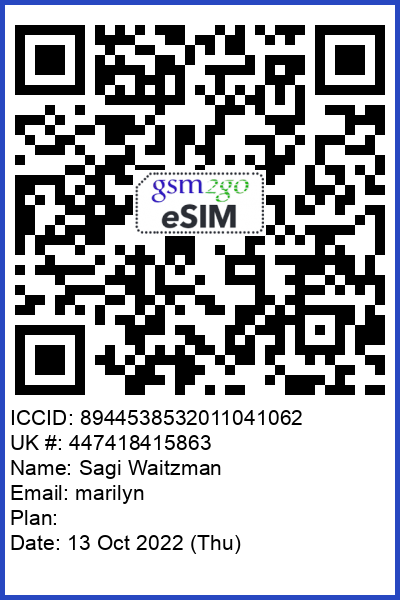 gsm2go
eSIM
ICCID: 8944538532011041062
UK #: 447418415863
Name: Sagi Waitzman
Email: marilyn
Plan:
Date: 13 Oct 2022 (Thu)